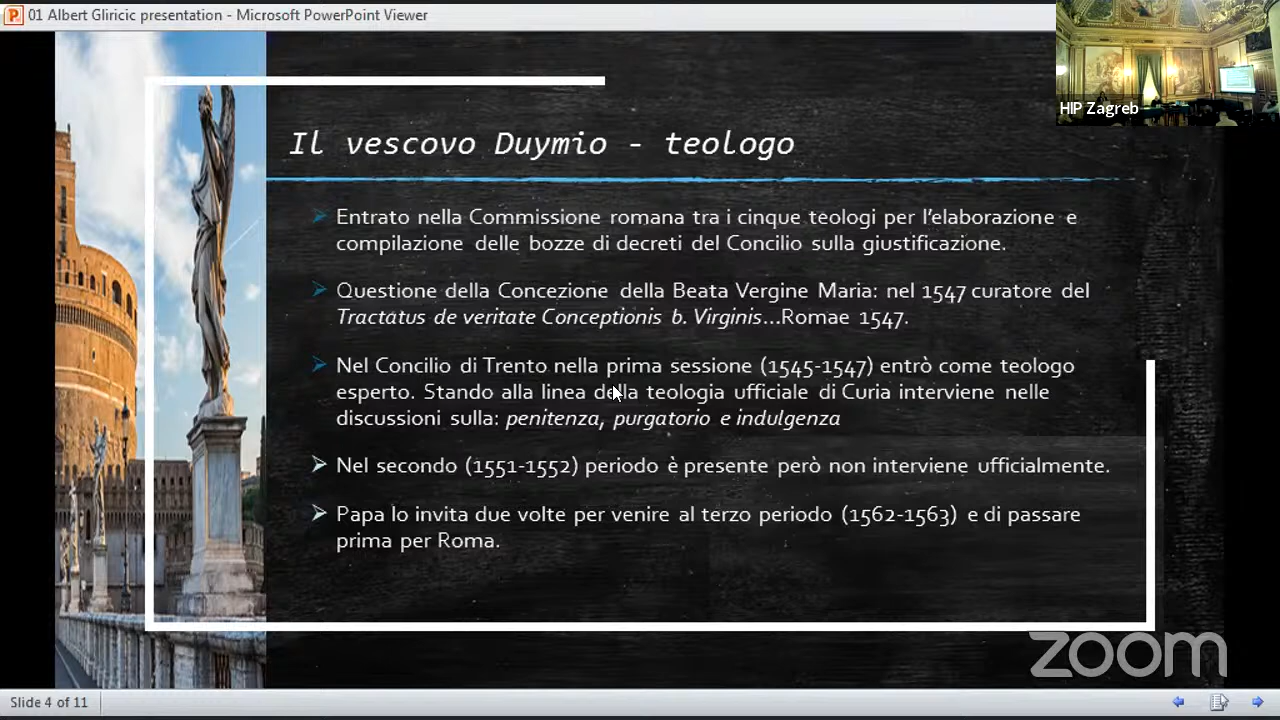 01 Albert Gliricic presentation - Microsoft PowerPoint Viewer
HIP Zagreb
Il vescovo Duymio - teologo
Entrato nella Commissione romana tra i cinque teologi per l’elaborazione e
compilazione delle bozze di decreti del Concilio sulla giustificazione.
Questione della Concezione della Beata Vergine Maria: nel 1547 curatore del
Tractatus de veritate Conceptionis b. Virginis...Romae 1547.
Nel Concilio di Trento nella prima sessione (1545-1547) entrò come teologo
esperto. Stando alla linea della teologia ufficiale di Curia interviene nelle
discussioni sulla: penitenza, purgatorio e indulgenza
Nel secondo (1551-1552) periodo è presente però non interviene ufficialmente.
Papa lo invita due volte per venire al terzo periodo (1562-1563) e di passare
prima per Roma.
zoom
Slide 4 of 11